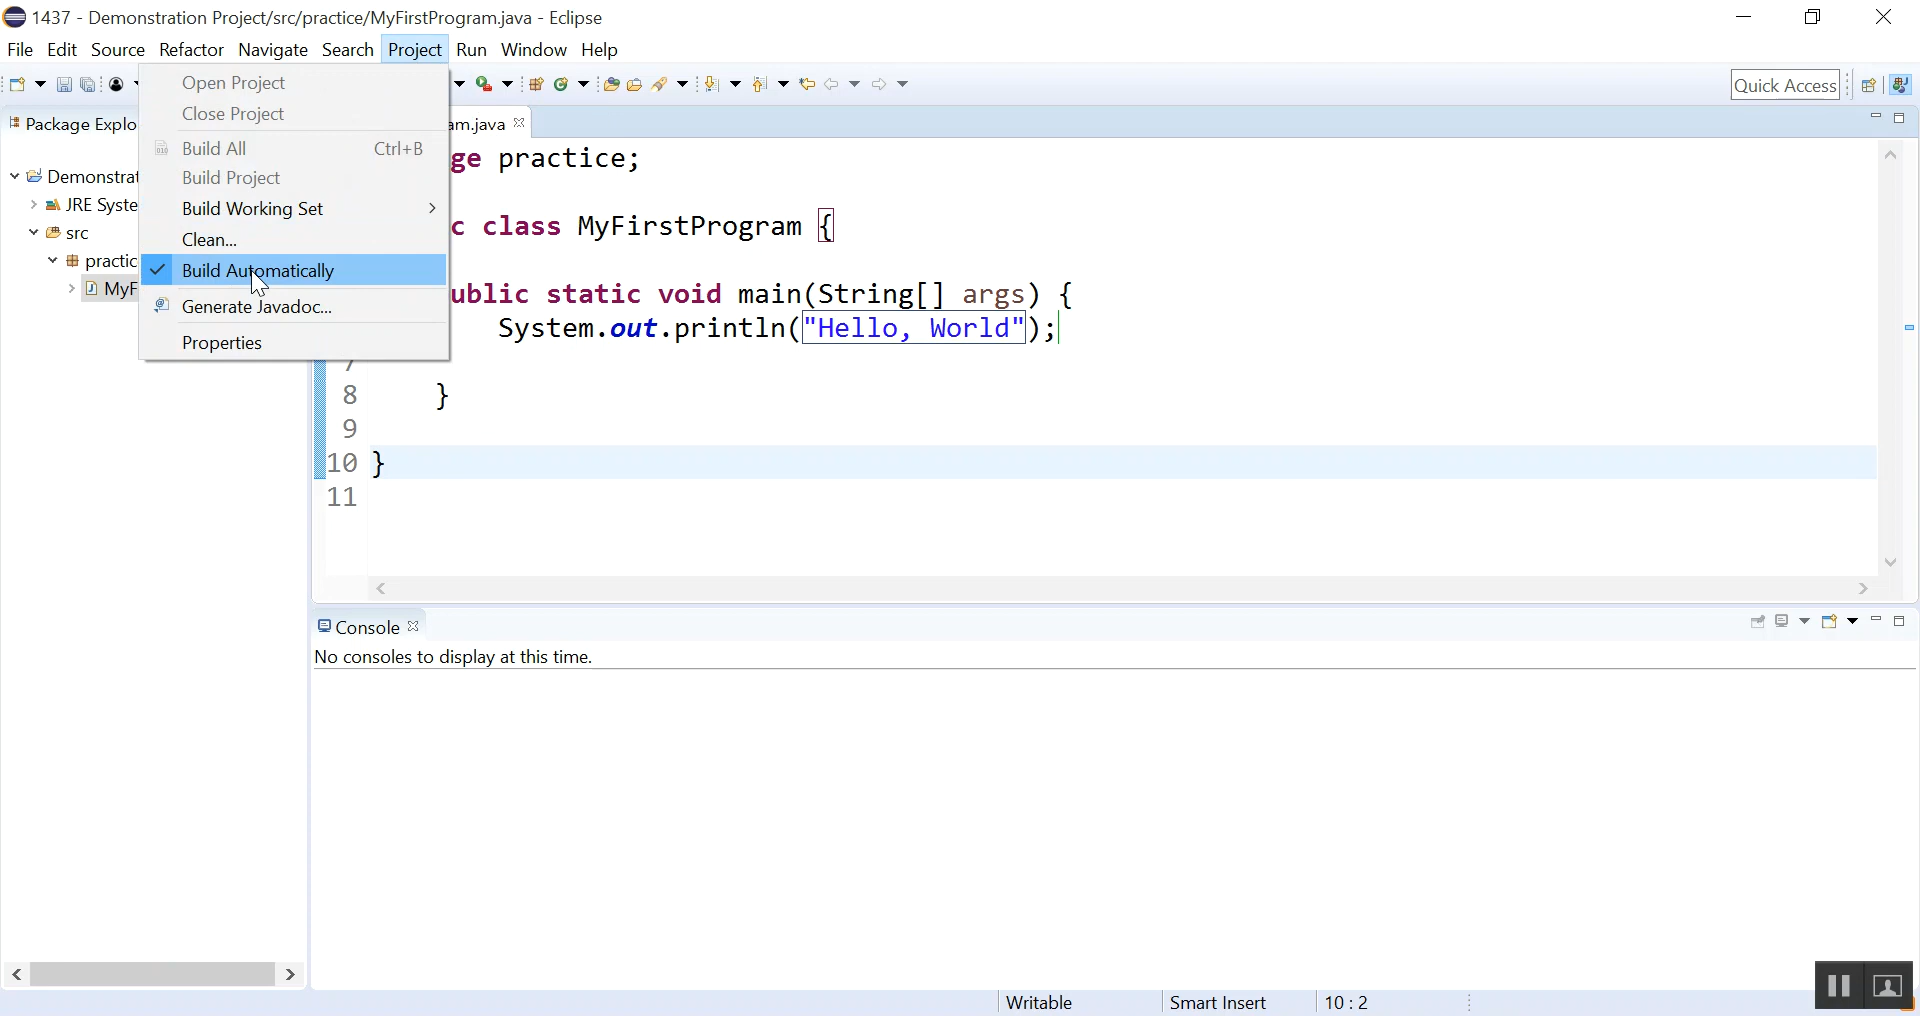 1437 - Demonstration Project/src/practice/MyFirstProgram.java - Eclipse
File Edit Source Refactor Navigate Search Project Run Window Help
Quick Access
Open Project
Close Project
Build All Ctrl+B
Build Project
Build Working Set
Clean...
Build Automatically
Generate Javadoc...
Properties
Package Explo
Demonstrat
JRE Syste
src
practic
MyF
am.java
ge practice;
c class MyFirstProgram {
ublic static void main(String[] args) {
System.out.println("Hello, World");
7
8 }
9
10 }
11
Console
No consoles to display at this time.
Writable Smart Insert 10 : 2